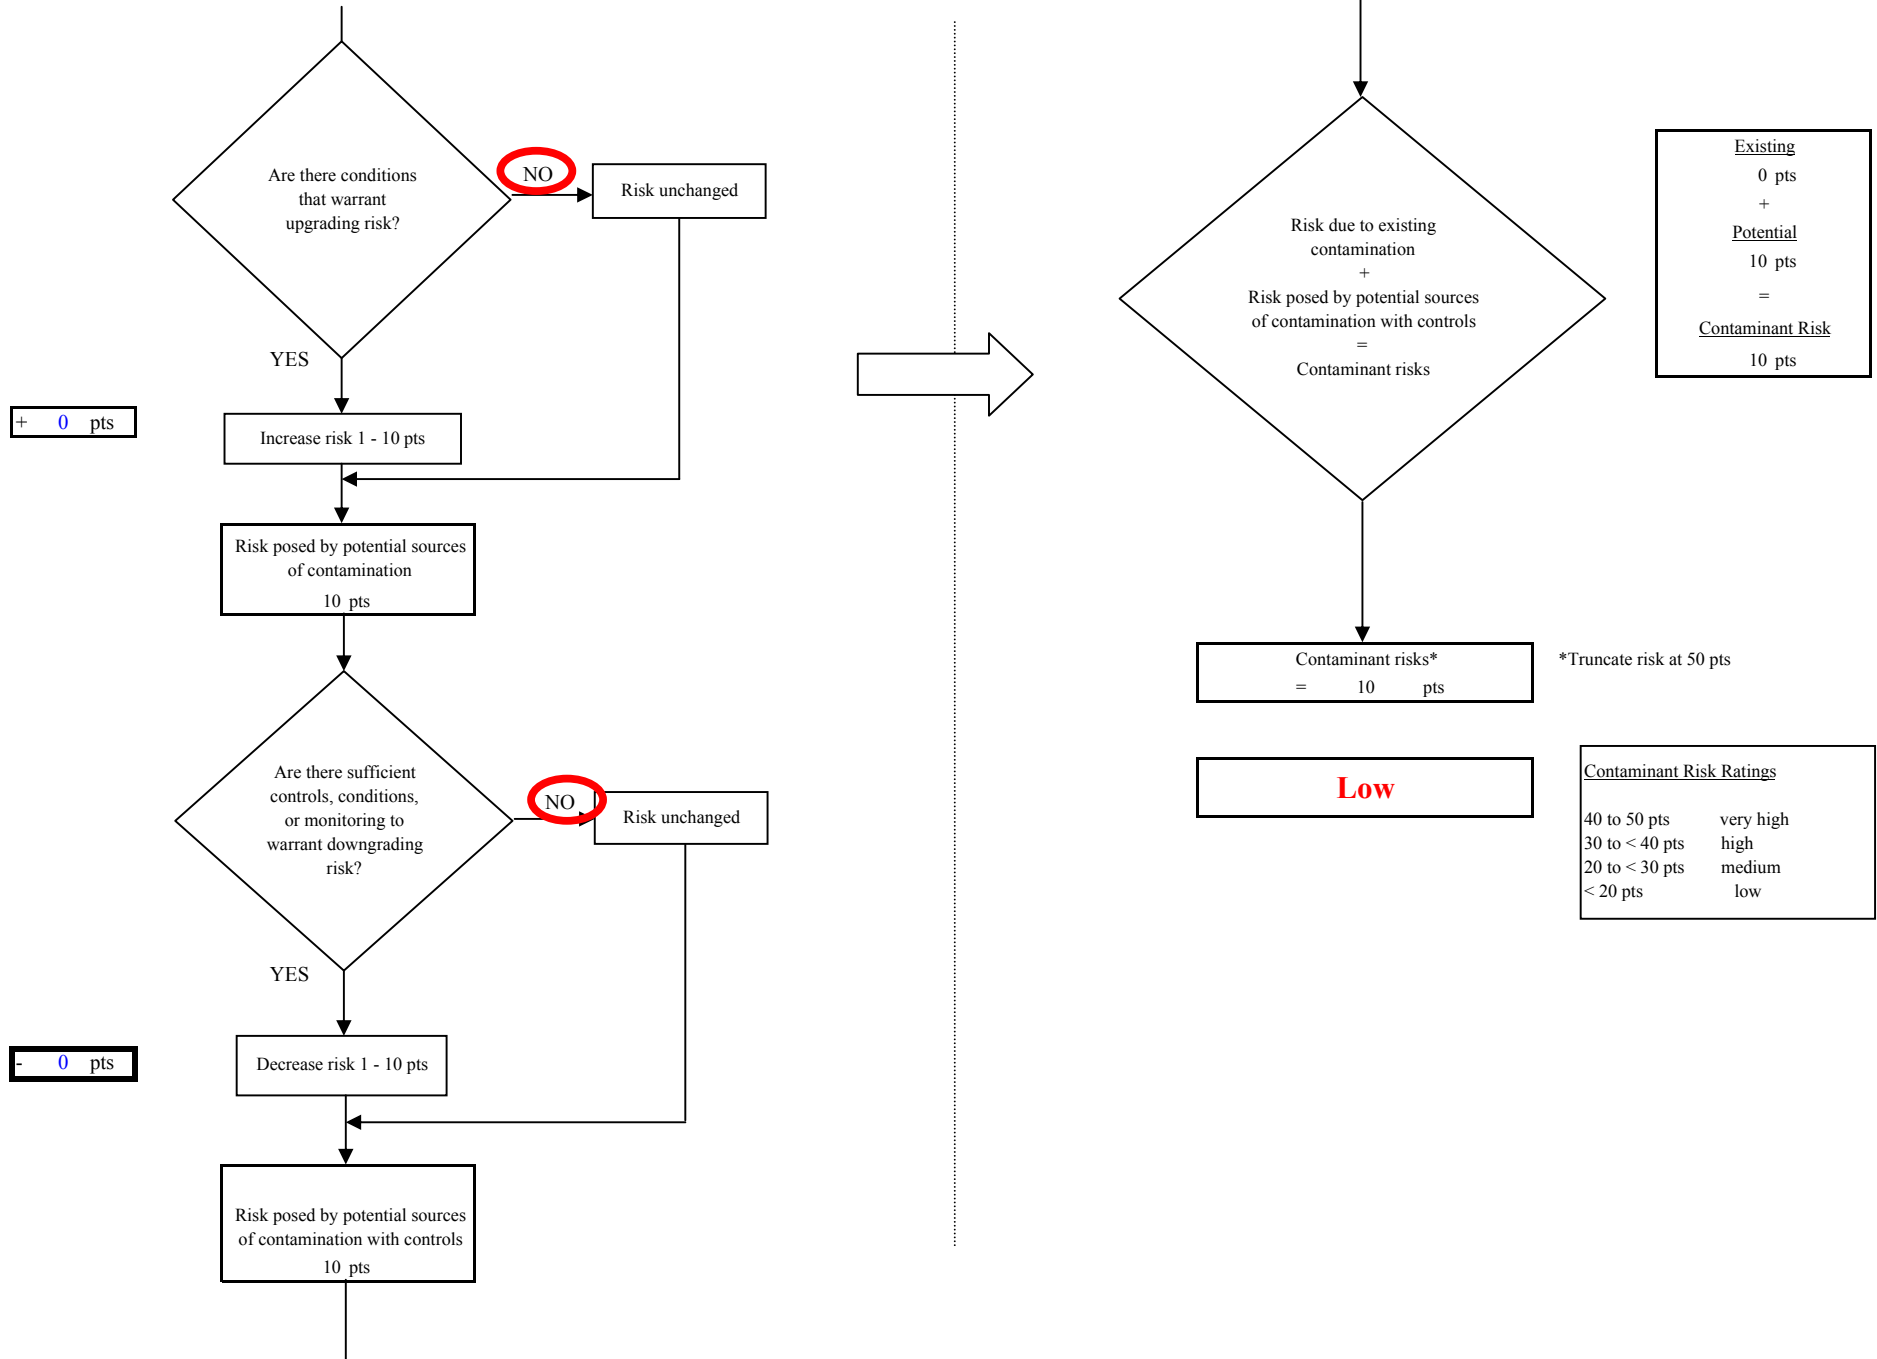 Are there conditions
that warrant
upgrading risk?
NO
Risk unchanged
YES
+ 0 pts
Increase risk 1 - 10 pts
Risk posed by potential sources
of contamination
10 pts
Are there sufficient
controls, conditions,
or monitoring to
warrant downgrading
risk?
NO
Risk unchanged
YES
- 0 pts
Decrease risk 1 - 10 pts
Risk posed by potential sources
of contamination with controls
10 pts
Risk due to existing
contamination
+
Risk posed by potential sources
of contamination with controls
=
Contaminant risks
Existing
0 pts
+
Potential
10 pts
=
Contaminant Risk
10 pts
Contaminant risks*
= 10 pts
*Truncate risk at 50 pts
Low
Contaminant Risk Ratings
40 to 50 pts very high
30 to < 40 pts high
20 to < 30 pts medium
< 20 pts low